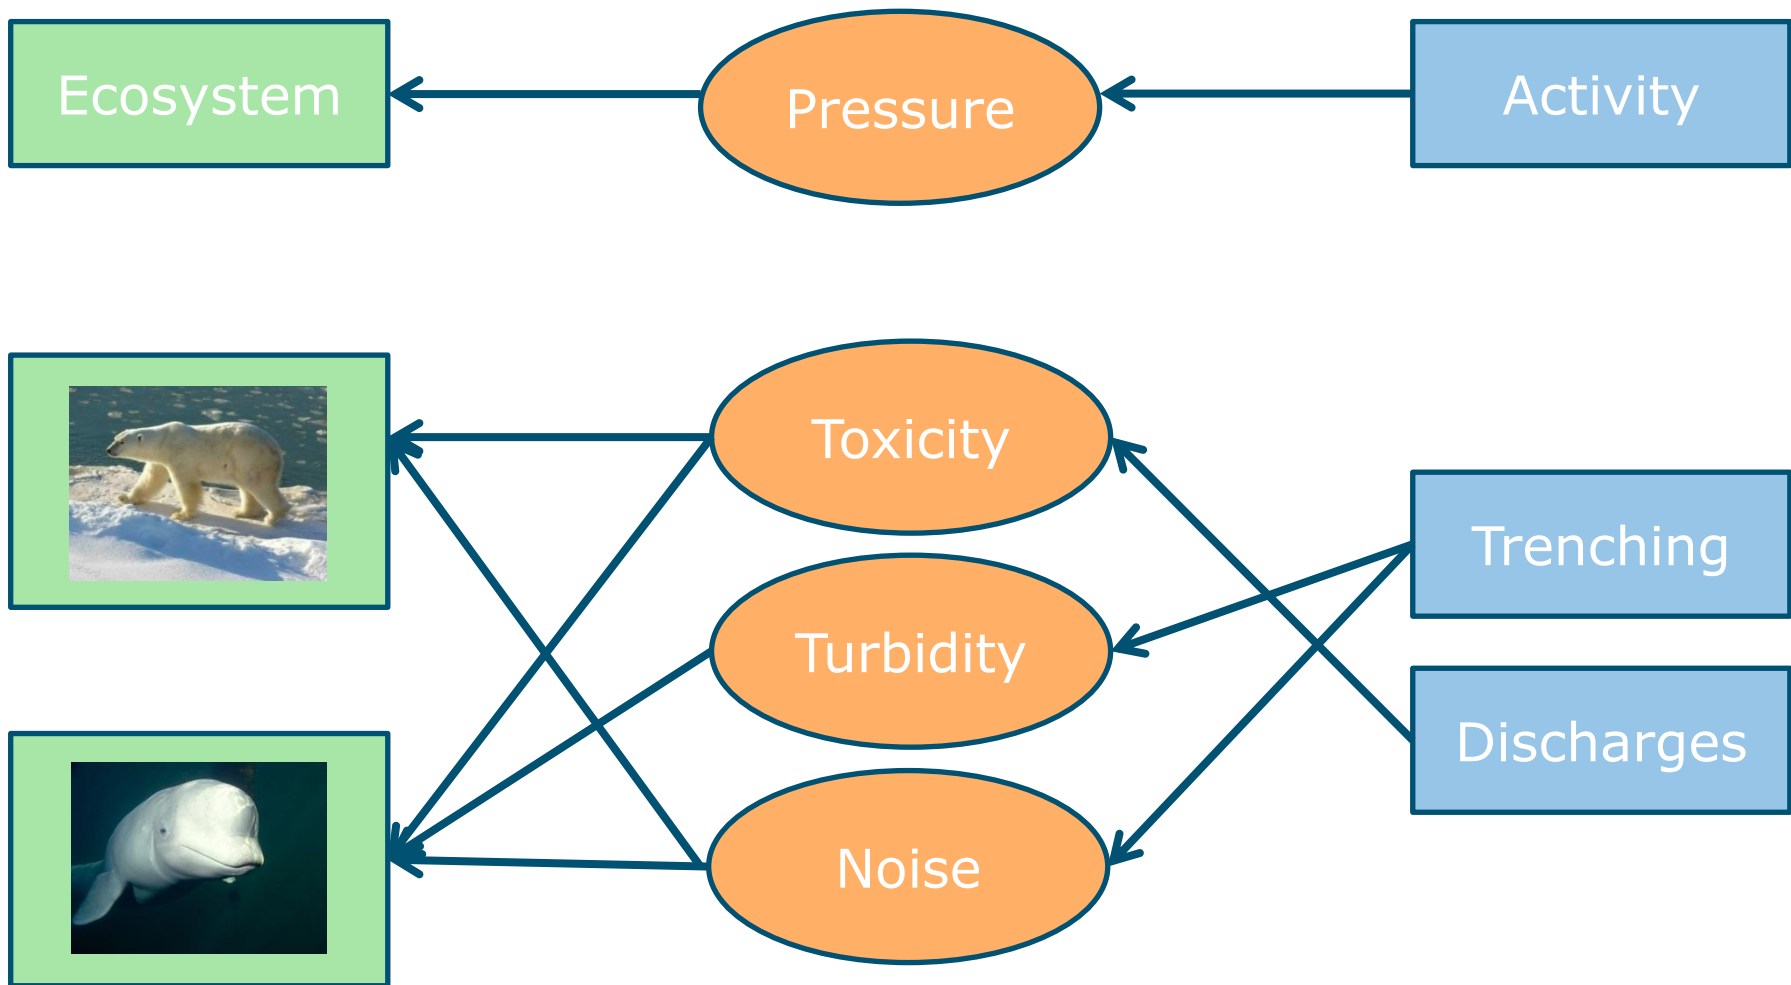 Ecosystem
Pressure
Activity
Toxicity
Trenching
Turbidity
Discharges
Noise